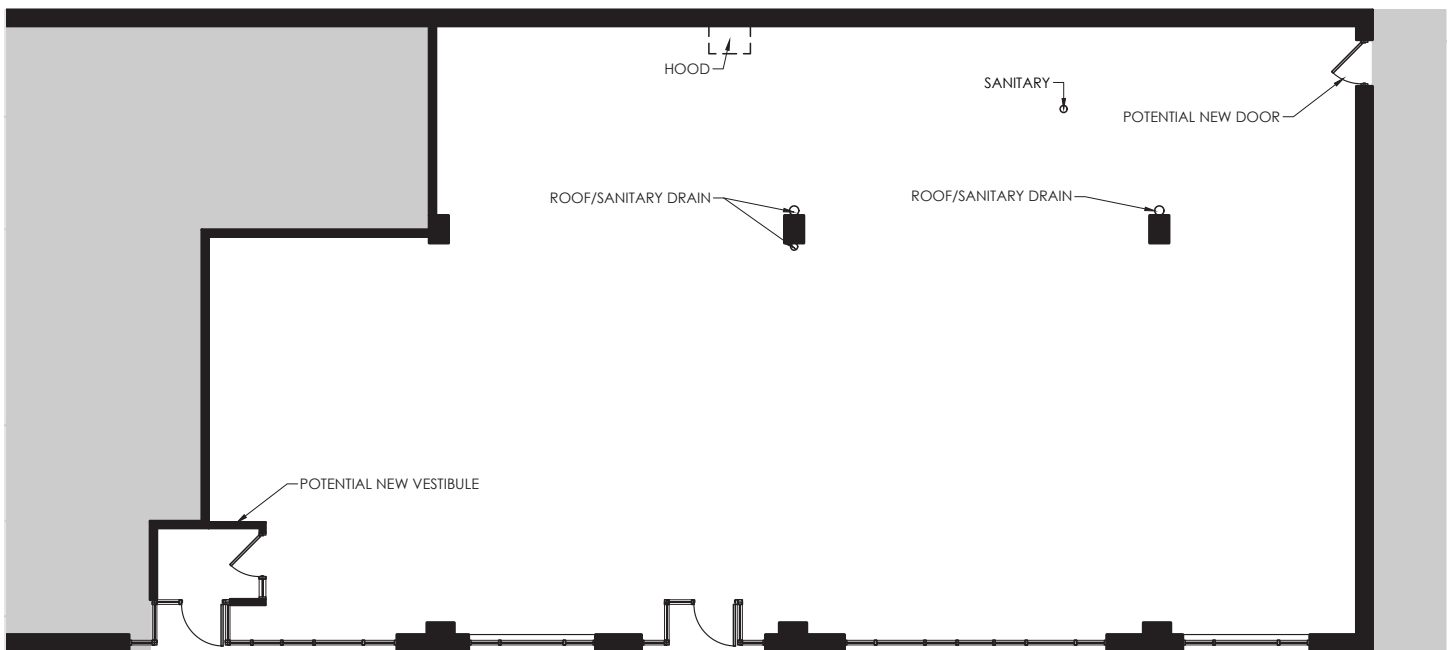 HOOD
SANITARY
POTENTIAL NEW DOOR
ROOF/SANITARY DRAIN
ROOF/SANITARY DRAIN
POTENTIAL NEW VESTIBULE